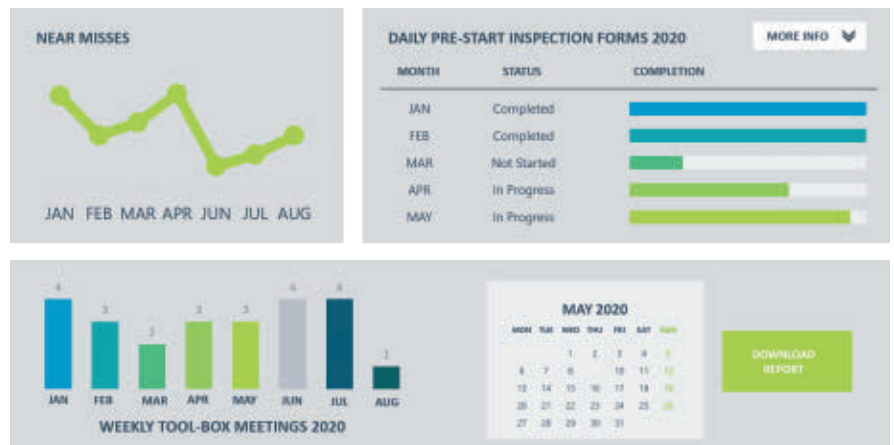 NEAR MISSES
JAN FEB MAR APR JUN JUL AUG
DAILY PRE-START INSPECTION FORMS 2020
MORE INFO
MONTH STATUS COMPLETION
JAN Completed
FEB Completed
MAR Not Started
APR In Progress
MAY In Progress
4 3 2 3 3 4 4 1
JAN FEB MAR APR MAY JUN JUL AUG
WEEKLY TOOL-BOX MEETINGS 2020
MAY 2020
MON TUE WED THU FRI SAT SUN
1 2 3 4 5
6 7 8 10 11 12
13 14 15 16 17 18 19
20 21 22 23 24 25 26
27 28 29 30 31
DOWNLOAD
REPORT